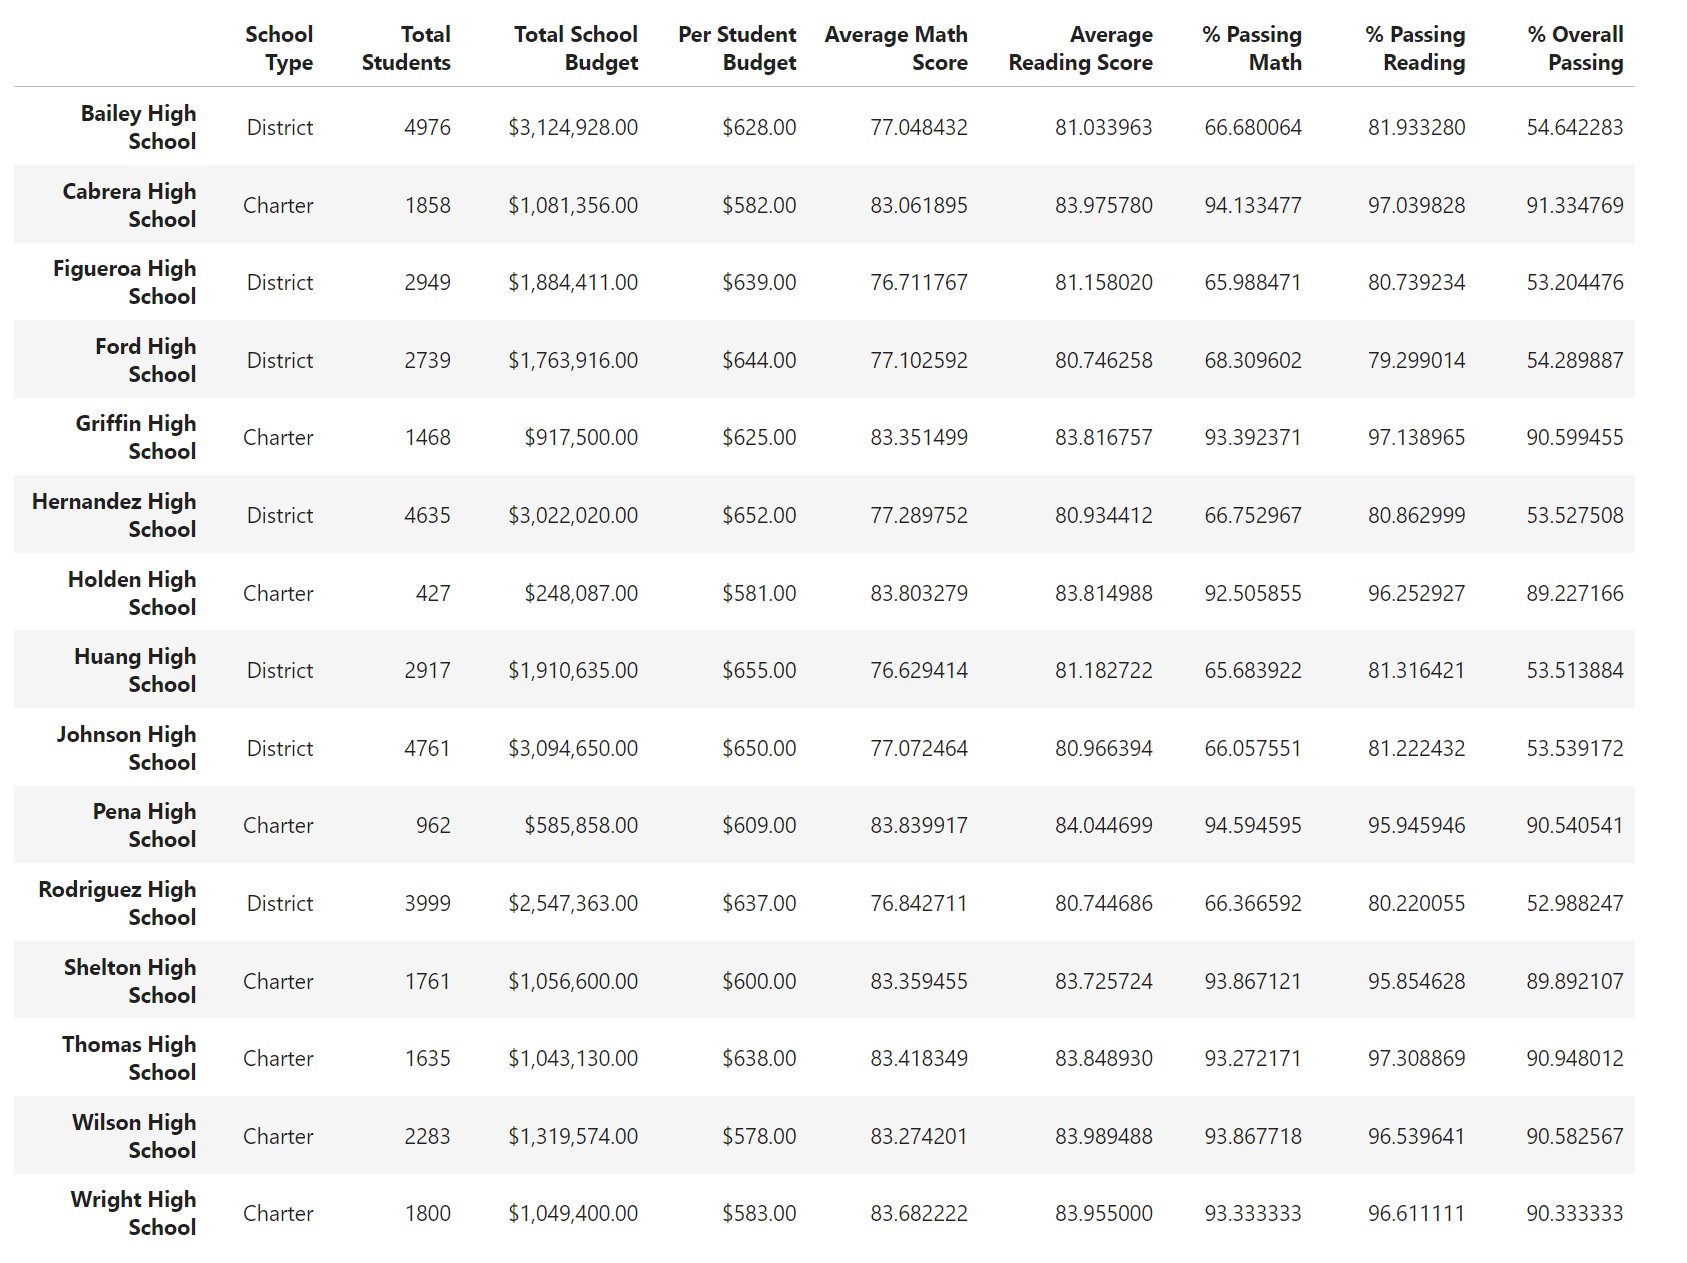 School Type Total Students Total School Budget Per Student Budget Average Math Score Average Reading Score % Passing Math % Passing Reading % Overall Passing
Bailey High School District 4976 $3,124,928.00 $628.00 77.048432 81.033963 66.680064 81.933280 54.642283
Cabrera High School Charter 1858 $1,081,356.00 $582.00 83.061895 83.975780 94.133477 97.039828 91.334769
Figueroa High School District 2949 $1,884,411.00 $639.00 76.711767 81.158020 65.988471 80.739234 53.204476
Ford High School District 2739 $1,763,916.00 $644.00 77.102592 80.746258 68.309602 79.299014 54.289887
Griffin High School Charter 1468 $917,500.00 $625.00 83.351499 83.816757 93.392371 97.138965 90.599455
Hernandez High School District 4635 $3,022,020.00 $652.00 77.289752 80.934412 66.752967 80.862999 53.527508
Holden High School Charter 427 $248,087.00 $581.00 83.803279 83.814988 92.505855 96.252927 89.227166
Huang High School District 2917 $1,910,635.00 $655.00 76.629414 81.182722 65.683922 81.316421 53.513884
Johnson High School District 4761 $3,094,650.00 $650.00 77.072464 80.966394 66.057551 81.222432 53.539172
Pena High School Charter 962 $585,858.00 $609.00 83.839917 84.044699 94.594595 95.945946 90.540541
Rodriguez High School District 3999 $2,547,363.00 $637.00 76.842711 80.744686 66.366592 80.220055 52.988247
Shelton High School Charter 1761 $1,056,600.00 $600.00 83.359455 83.725724 93.867121 95.854628 89.892107
Thomas High School Charter 1635 $1,043,130.00 $638.00 83.418349 83.848930 93.272171 97.308869 90.948012
Wilson High School Charter 2283 $1,319,574.00 $578.00 83.274201 83.989488 93.867718 96.539641 90.582567
Wright High School Charter 1800 $1,049,400.00 $583.00 83.682222 83.955000 93.333333 96.611111 90.333333